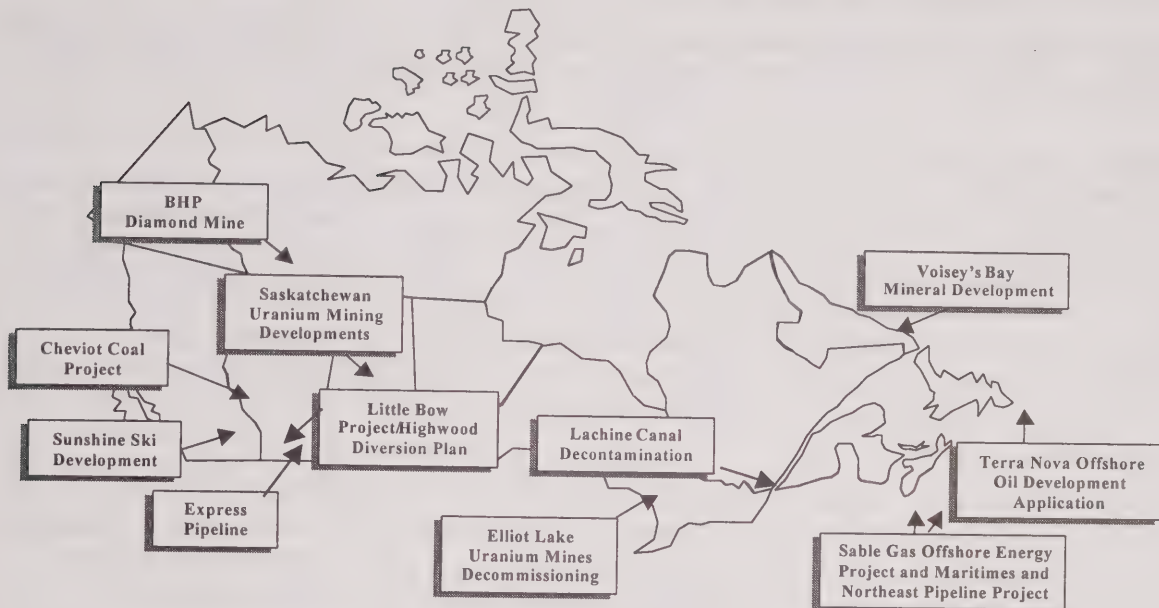 BHP
Diamond Mine
Saskatchewan
Uranium Mining
Developments
Voisey's Bay
Mineral Development
Cheviot Coal
Project
Little Bow
Project/Highwood
Diversion Plan
Sunshine Ski
Development
Lachine Canal
Decontamination
Terra Nova Offshore
Oil Development
Application
Express
Pipeline
Elliot Lake
Uranium Mines
Decommissioning
Sable Gas Offshore Energy
Project and Maritimes and
Northeast Pipeline Project